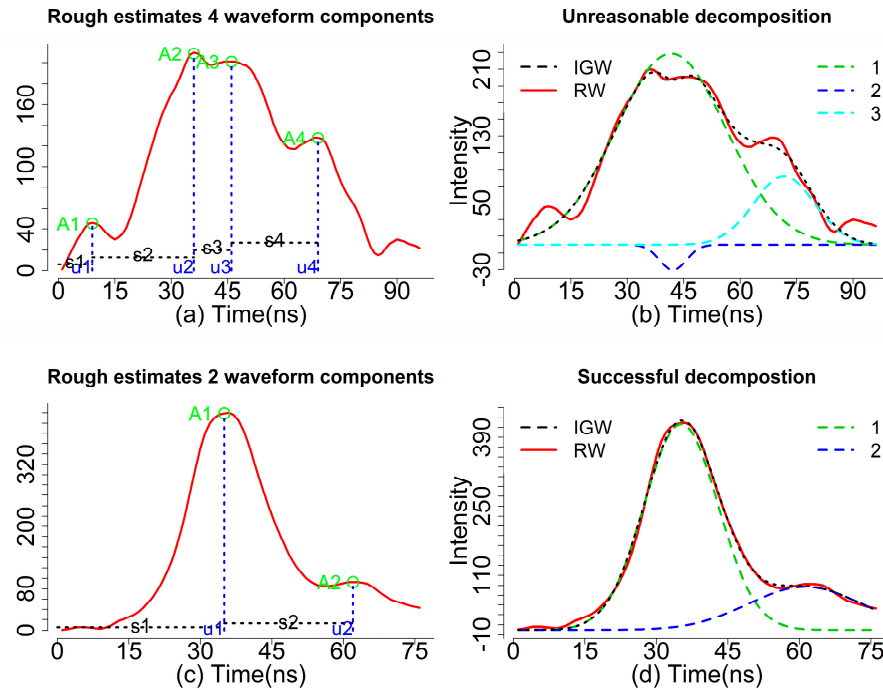 Rough estimates 4 waveform components
A1
A2
A3
A4
s1
s2
s3
s4
u1
u2
u3
u4
0
40
100
160
0
15
30
45
60
75
90
(a) Time(ns)
Unreasonable decomposition
IGW
RW
1
2
3
Intensity
-30
50
130
210
0
15
30
45
60
75
90
(b) Time(ns)
Rough estimates 2 waveform components
A1
A2
s1
s2
u1
u2
0
80
200
320
0
15
30
45
60
75
(c) Time(ns)
Successful decompostion
IGW
RW
1
2
Intensity
-10
110
250
390
0
15
30
45
60
75
(d) Time(ns)